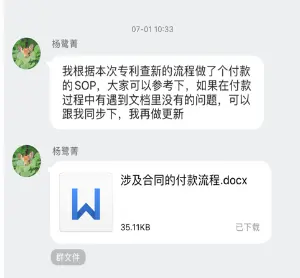 07-01 10:33
杨鹭菁
我根据本次专利查新的流程做了个付款
的SOP，大家可以参考下，如果在付款
过程中有遇到文档里没有的问题，可以
跟我同步下，我再做更新
杨鹭菁
涉及合同的付款流程.docx
W
35.11KB
已下载
群文件